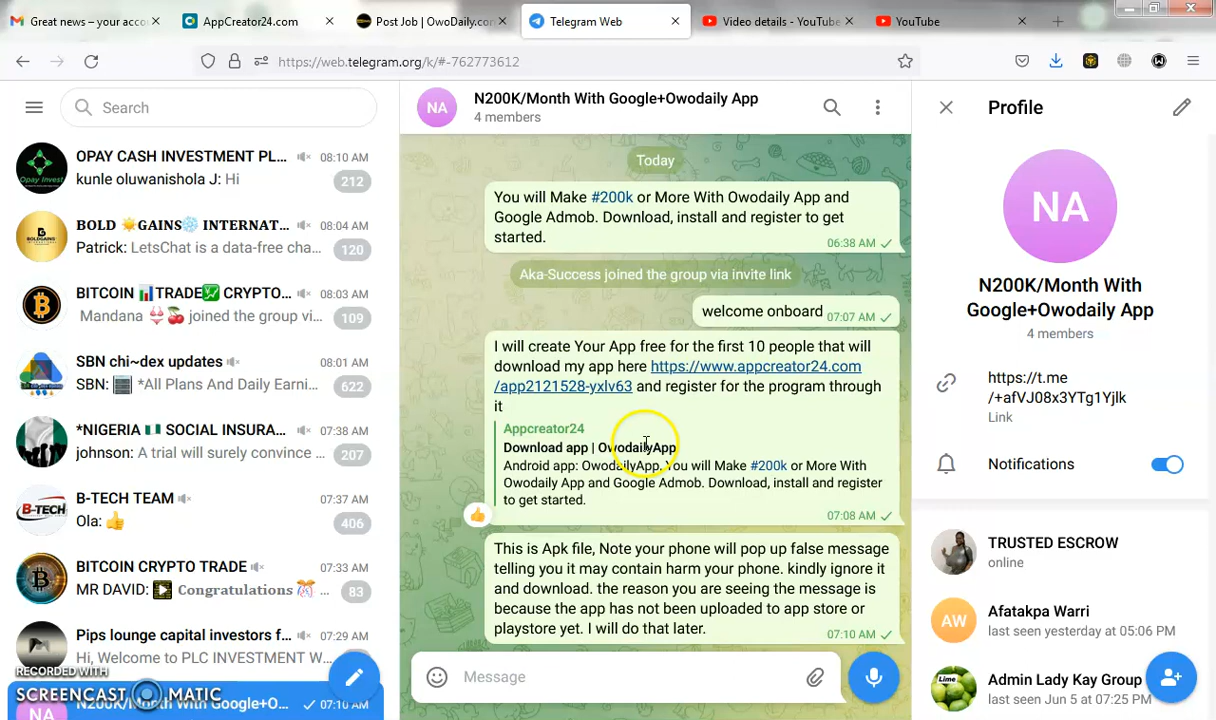 Great news – your acco
AppCreator24.com
Post Job | OwoDaily.com
Telegram Web
Video details - YouTube
YouTube
https://web.telegram.org/k/#-762773612
Search
OPAY CASH INVESTMENT PL...
08:10 AM
kunle oluwanishola J: Hi
212
BOLD ☀️GAINS❄️ INTERNAT...
08:04 AM
Patrick: LetsChat is a data-free cha...
120
BITCOIN 📊TRADE💹 CRYPTO...
08:03 AM
Mandana 👙🍒 joined the group vi...
109
SBN chi~dex updates
08:01 AM
SBN: *All Plans And Daily Earni...
622
*NIGERIA 🇳🇬 SOCIAL INSURA...
07:38 AM
johnson: A trial will surely convince ...
207
B-TECH TEAM
07:37 AM
Ola: 👍
406
BITCOIN CRYPTO TRADE
07:33 AM
MR DAVID: ▶️ Congratulations 🎊 ...
83
Pips lounge capital investors f...
07:29 AM
Hi, Welcome to PLC INVESTMENT W...
RECORDED WITH
SCREENCAST MATIC
N200K/Month With Google+O...
07:10 AM
NA
N200K/Month With Google+Owodaily App
4 members
Today
You will Make #200k or More With Owodaily App and
Google Admob. Download, install and register to get
started.
06:38 AM
Aka-Success joined the group via invite link
welcome onboard
07:07 AM
I will create Your App free for the first 10 people that will
download my app here https://www.appcreator24.com
/app2121528-yxlv63 and register for the program through
it
Appcreator24
Download app | OwodailyApp
Android app: OwodailyApp. You will Make #200k or More With
Owodaily App and Google Admob. Download, install and register
to get started.
07:08 AM
This is Apk file, Note your phone will pop up false message
telling you it may contain harm your phone. kindly ignore it
and download. the reason you are seeing the message is
because the app has not been uploaded to app store or
playstore yet. I will do that later.
07:10 AM
Message
Profile
NA
N200K/Month With
Google+Owodaily App
4 members
https://t.me
/+afVJ08x3YTg1Yjlk
Link
Notifications
TRUSTED ESCROW
online
AW
Afatakpa Warri
last seen yesterday at 05:06 PM
Lime
Admin Lady Kay Group
last seen Jun 5 at 07:25 PM